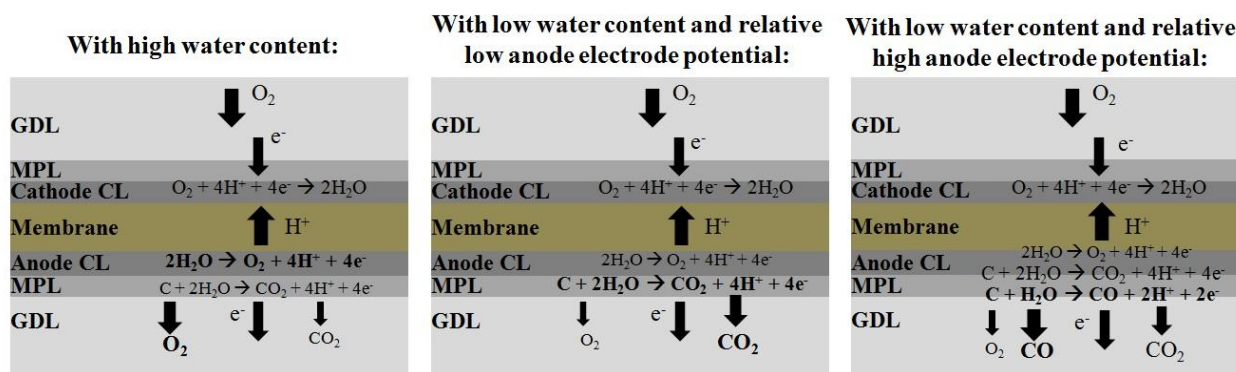 With high water content:
O₂
GDL
e⁻
MPL
Cathode CL O₂ + 4H⁺ + 4e⁻ → 2H₂O
Membrane H⁺
Anode CL 2H₂O → O₂ + 4H⁺ + 4e⁻
MPL C + 2H₂O → CO₂ + 4H⁺ + 4e⁻
GDL e⁻
O₂ CO₂
With low water content and relative
low anode electrode potential:
O₂
GDL
e⁻
MPL
Cathode CL O₂ + 4H⁺ + 4e⁻ → 2H₂O
Membrane H⁺
2H₂O → O₂ + 4H⁺ + 4e⁻
Anode CL
MPL C + 2H₂O → CO₂ + 4H⁺ + 4e⁻
GDL e⁻
O₂ CO₂
With low water content and relative
high anode electrode potential:
O₂
GDL
e⁻
MPL
Cathode CL O₂ + 4H⁺ + 4e⁻ → 2H₂O
Membrane H⁺
2H₂O → O₂ + 4H⁺ + 4e⁻
Anode CL
C + 2H₂O → CO₂ + 4H⁺ + 4e⁻
MPL
C + H₂O → CO + 2H⁺ + 2e⁻
GDL e⁻
O₂ CO CO₂